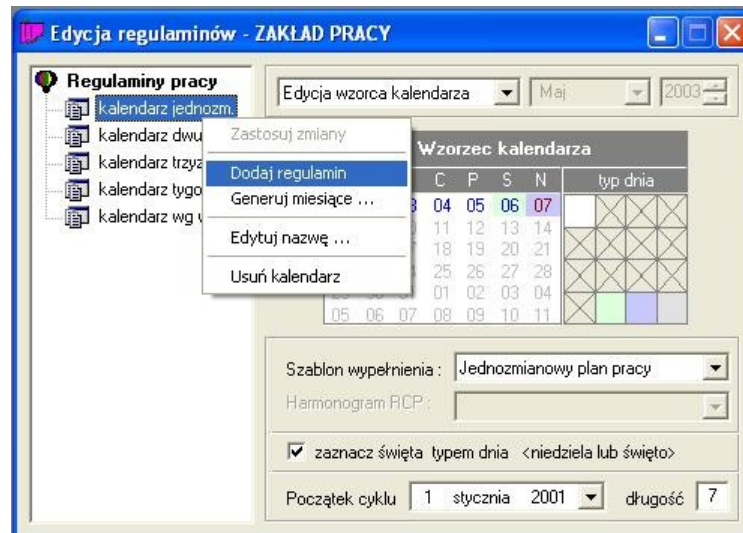 Edycja regulaminów - ZAKŁAD PRACY
Regulaminy pracy
kalendarz jednozm.
kalendarz dwu
kalendarz trzyz
kalendarz tygo
kalendarz wg
Zastosuj zmiany
Dodaj regulamin
Generuj miesiące ...
Edytuj nazwę ...
Usuń kalendarz
Edycja wzorca kalendarza Maj 2003
Wzorzec kalendarza
C P S N typ dnia
3 04 05 06 07
11 12 13 14
18 19 20 21
25 26 27 28
01 02 03 04
05 06 07 08 09 10 11
Szablon wypełnienia : Jednozmianowy plan pracy
Harmonogram RCP :
zaznacz święta typem dnia <niedziela lub święto>
Początek cyklu 1 stycznia 2001 długość 7